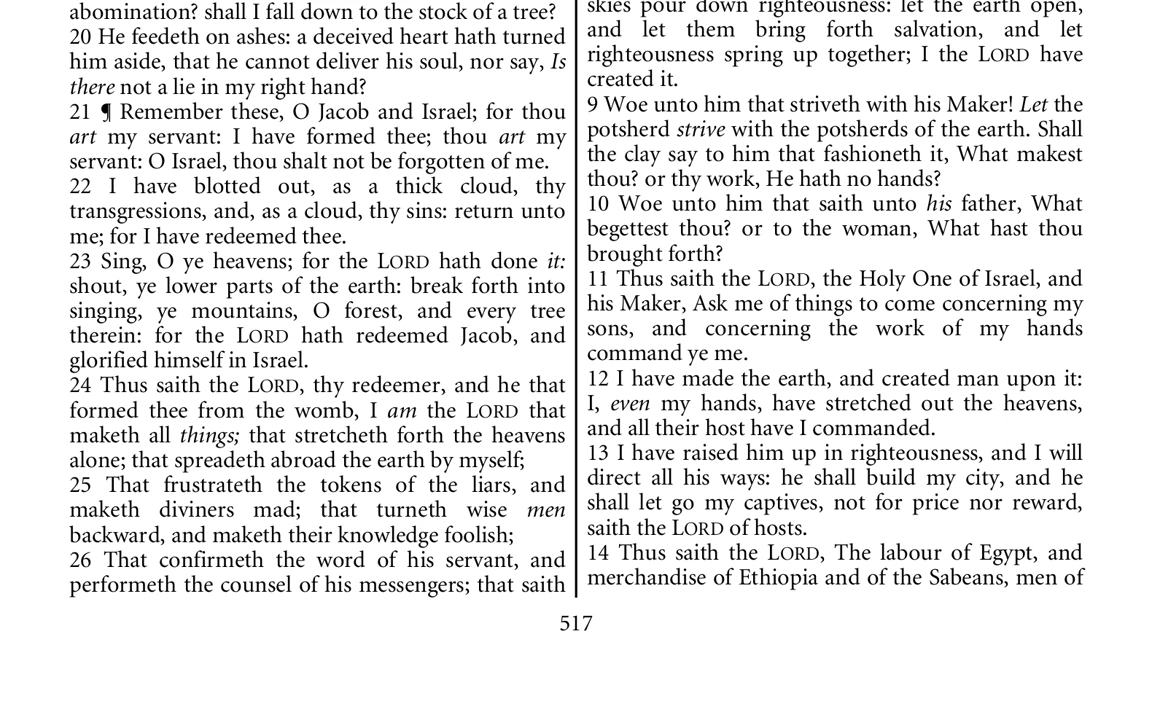 abomination? shall I fall down to the stock of a tree?
20 He feedeth on ashes: a deceived heart hath turned
him aside, that he cannot deliver his soul, nor say, Is
there not a lie in my right hand?
21 ¶ Remember these, O Jacob and Israel; for thou
art my servant: I have formed thee; thou art my
servant: O Israel, thou shalt not be forgotten of me.
22 I have blotted out, as a thick cloud, thy
transgressions, and, as a cloud, thy sins: return unto
me; for I have redeemed thee.
23 Sing, O ye heavens; for the LORD hath done it:
shout, ye lower parts of the earth: break forth into
singing, ye mountains, O forest, and every tree
therein: for the LORD hath redeemed Jacob, and
glorified himself in Israel.
24 Thus saith the LORD, thy redeemer, and he that
formed thee from the womb, I am the LORD that
maketh all things; that stretcheth forth the heavens
alone; that spreadeth abroad the earth by myself;
25 That frustrateth the tokens of the liars, and
maketh diviners mad; that turneth wise men
backward, and maketh their knowledge foolish;
26 That confirmeth the word of his servant, and
performeth the counsel of his messengers; that saith
skies pour down righteousness: let the earth open,
and let them bring forth salvation, and let
righteousness spring up together; I the LORD have
created it.
9 Woe unto him that striveth with his Maker! Let the
potsherd strive with the potsherds of the earth. Shall
the clay say to him that fashioneth it, What makest
thou? or thy work, He hath no hands?
10 Woe unto him that saith unto his father, What
begettest thou? or to the woman, What hast thou
brought forth?
11 Thus saith the LORD, the Holy One of Israel, and
his Maker, Ask me of things to come concerning my
sons, and concerning the work of my hands
command ye me.
12 I have made the earth, and created man upon it:
I, even my hands, have stretched out the heavens,
and all their host have I commanded.
13 I have raised him up in righteousness, and I will
direct all his ways: he shall build my city, and he
shall let go my captives, not for price nor reward,
saith the LORD of hosts.
14 Thus saith the LORD, The labour of Egypt, and
merchandise of Ethiopia and of the Sabeans, men of
517